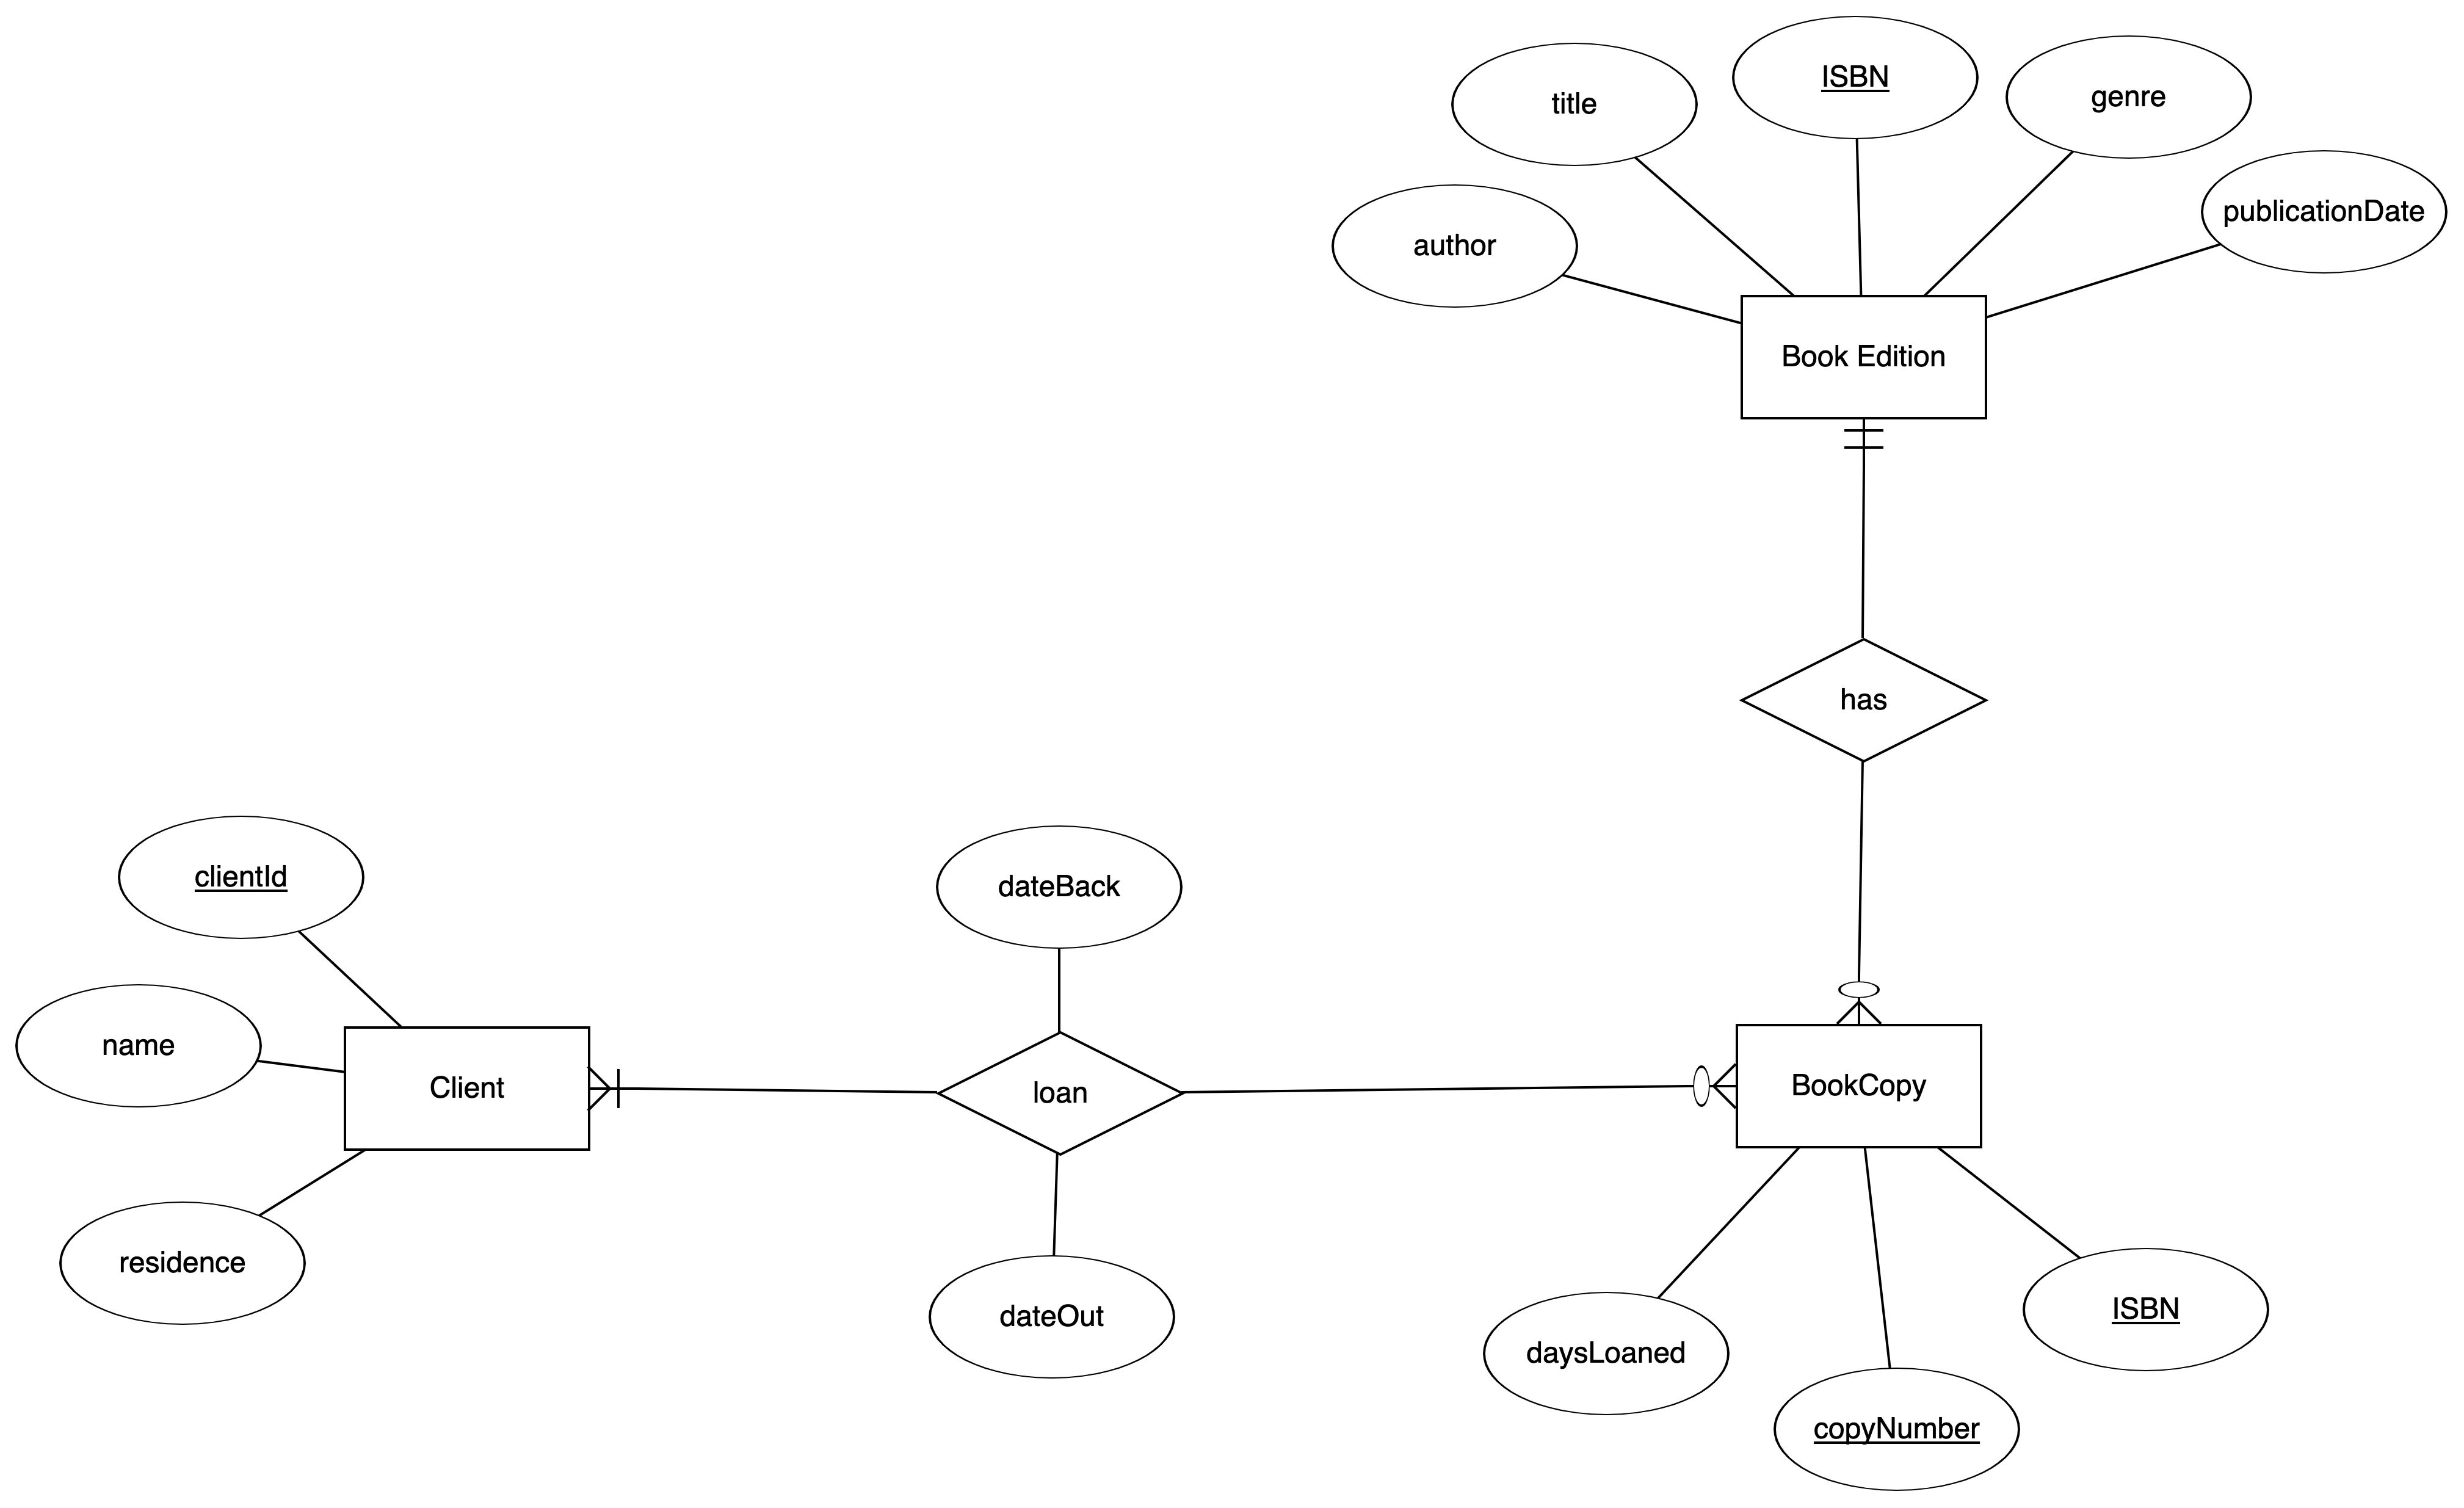 title
ISBN
genre
author
publicationDate
Book Edition
has
clientId
dateBack
name
Client
loan
BookCopy
residence
dateOut
daysLoaned
ISBN
copyNumber